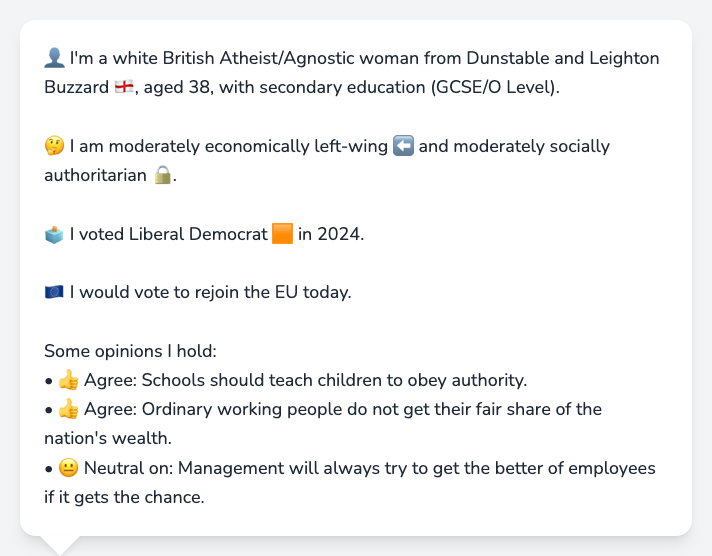 👤 I'm a white British Atheist/Agnostic woman from Dunstable and Leighton
Buzzard 🏴󠁧󠁢󠁥󠁮󠁧󠁿, aged 38, with secondary education (GCSE/O Level).
🤔 I am moderately economically left-wing ⬅️ and moderately socially
authoritarian 🔒.
🗳️ I voted Liberal Democrat 🟧 in 2024.
🇪🇺 I would vote to rejoin the EU today.
Some opinions I hold:
• 👍 Agree: Schools should teach children to obey authority.
• 👍 Agree: Ordinary working people do not get their fair share of the
nation's wealth.
• 😐 Neutral on: Management will always try to get the better of employees
if it gets the chance.